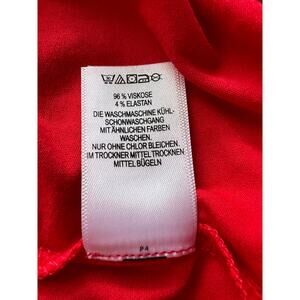 96 % VISKOSE
4 % ELASTAN
DIE WASCHMASCHINE KÜHL-
SCHONWASCHGANG
MIT ÄHNLICHEN FARBEN
WASCHEN.
NUR OHNE CHLOR BLEICHEN.
IM TROCKNER MITTEL TROCKNEN
MITTEL BÜGELN
P4